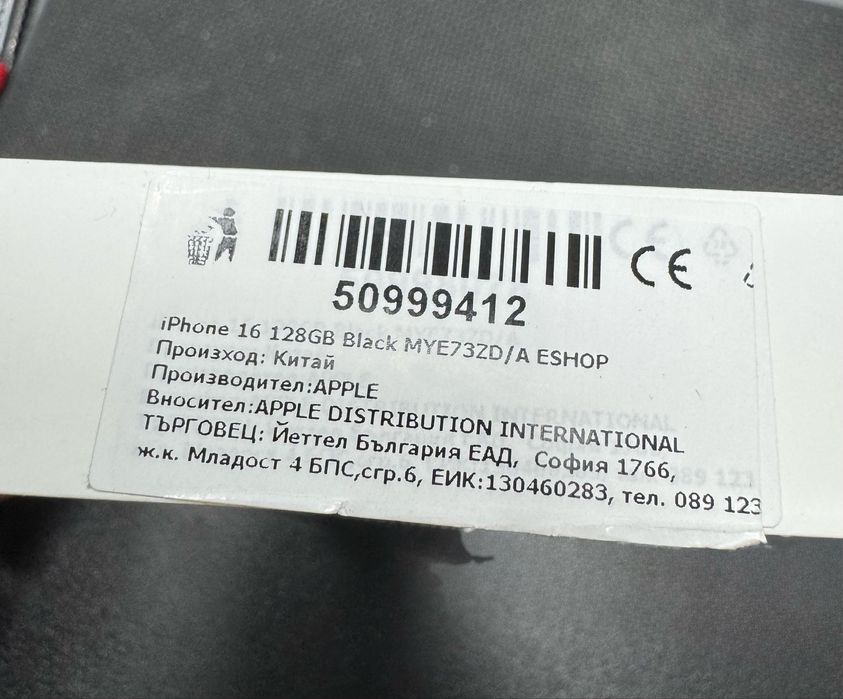 CE
50999412
iPhone 16 128GB Black MYE73ZD/A ESHOP
Произход: Китай
Производител:APPLE
Вносител:APPLE DISTRIBUTION INTERNATIONAL
ТЪРГОВЕЦ: Йеттел България ЕАД, София 1766,
ж.к. Младост 4 БПС,сгр.6, ЕИК:130460283, тел. 089 123